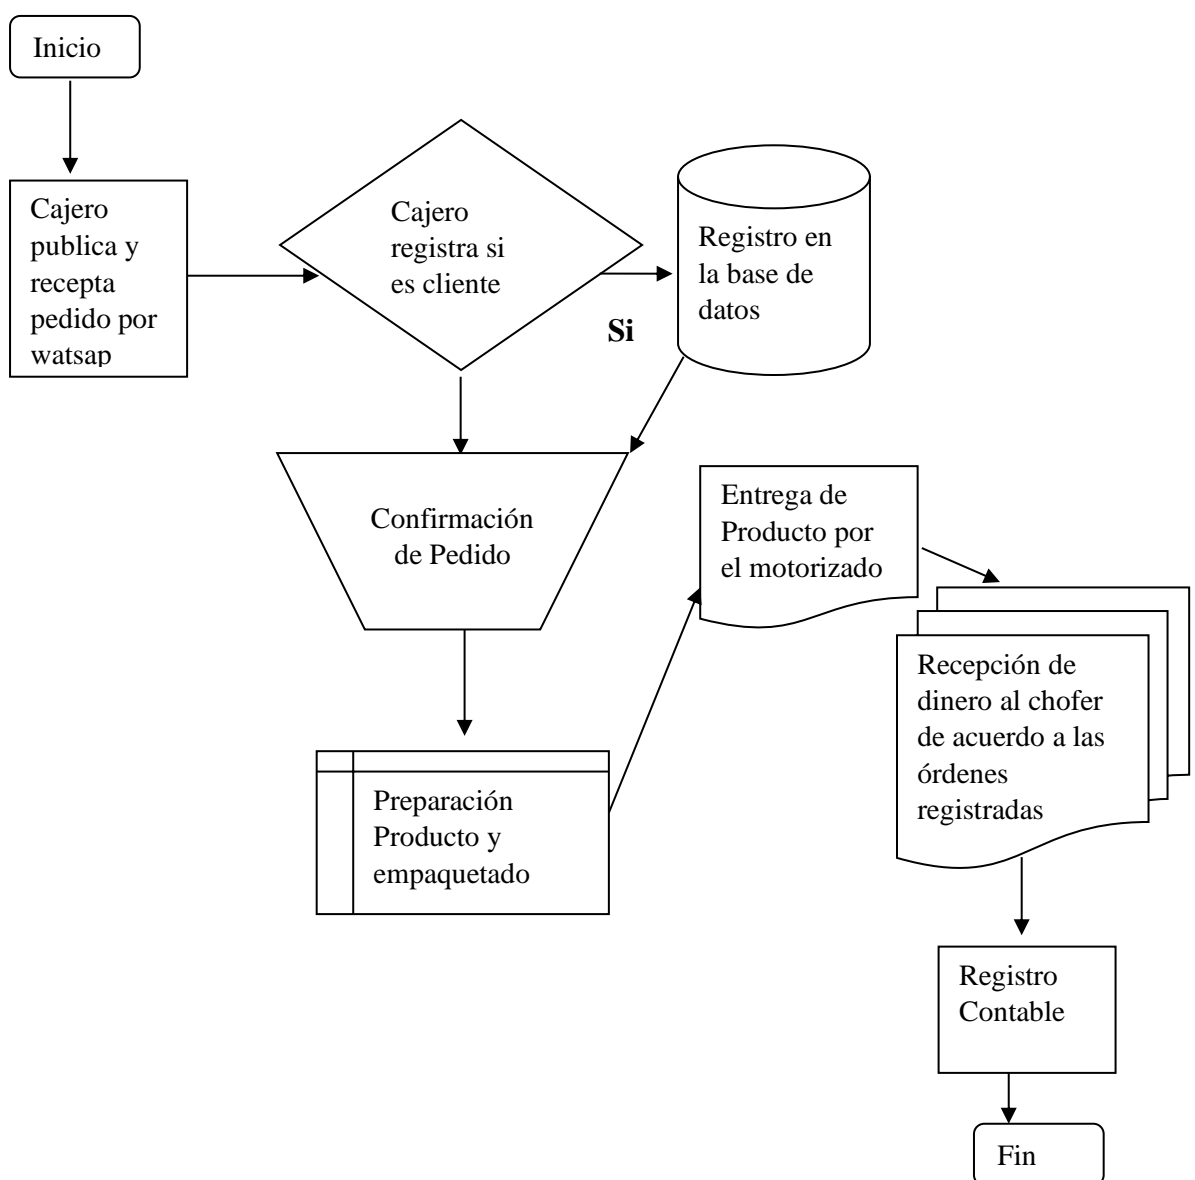 Inicio
Cajero
publica y
recepta
pedido por
watsap
Cajero
registra si
es cliente
Registro en
la base de
datos
Si
Confirmación
de Pedido
Entrega de
Producto por
el motorizado
Recepción de
dinero al chofer
de acuerdo a las
órdenes
registradas
Preparación
Producto y
empaquetado
Registro
Contable
Fin